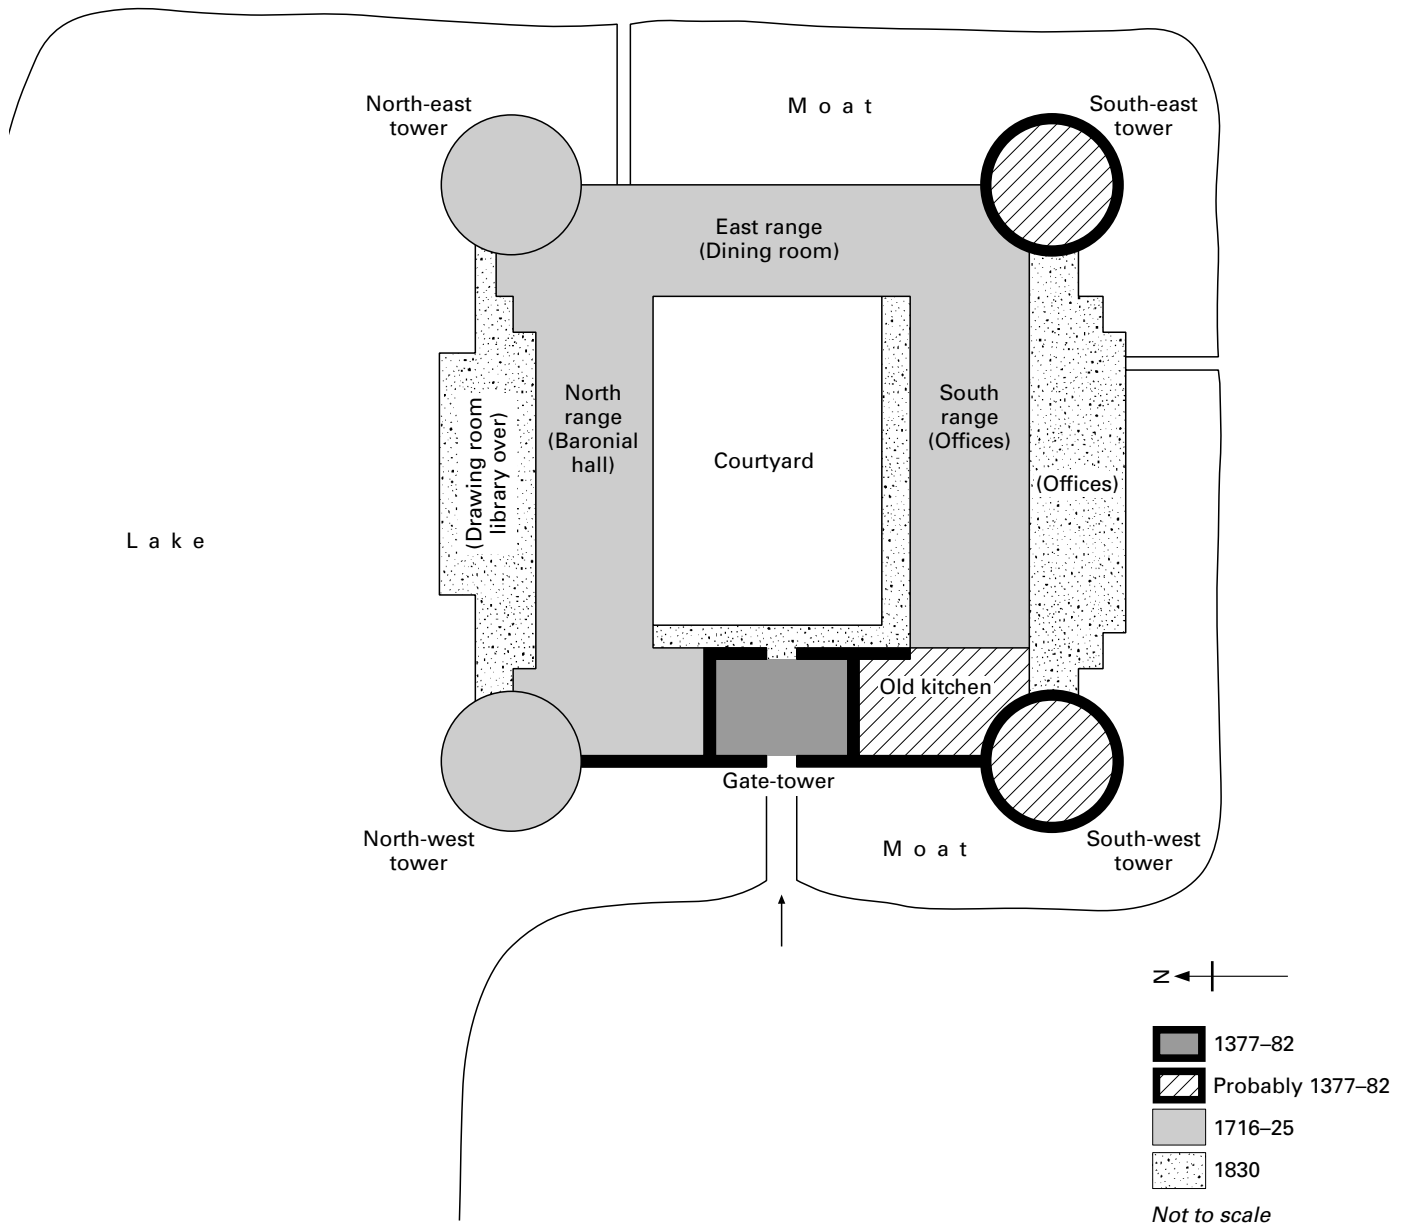 North-east
tower
M o a t
South-east
tower
East range
(Dining room)
North
range
(Baronial
hall)
South
range
(Offices)
(Drawing room
library over)
Courtyard
(Offices)
L a k e
Old kitchen
Gate-tower
North-west
tower
M o a t
South-west
tower
N
1377–82
Probably 1377–82
1716–25
1830
Not to scale